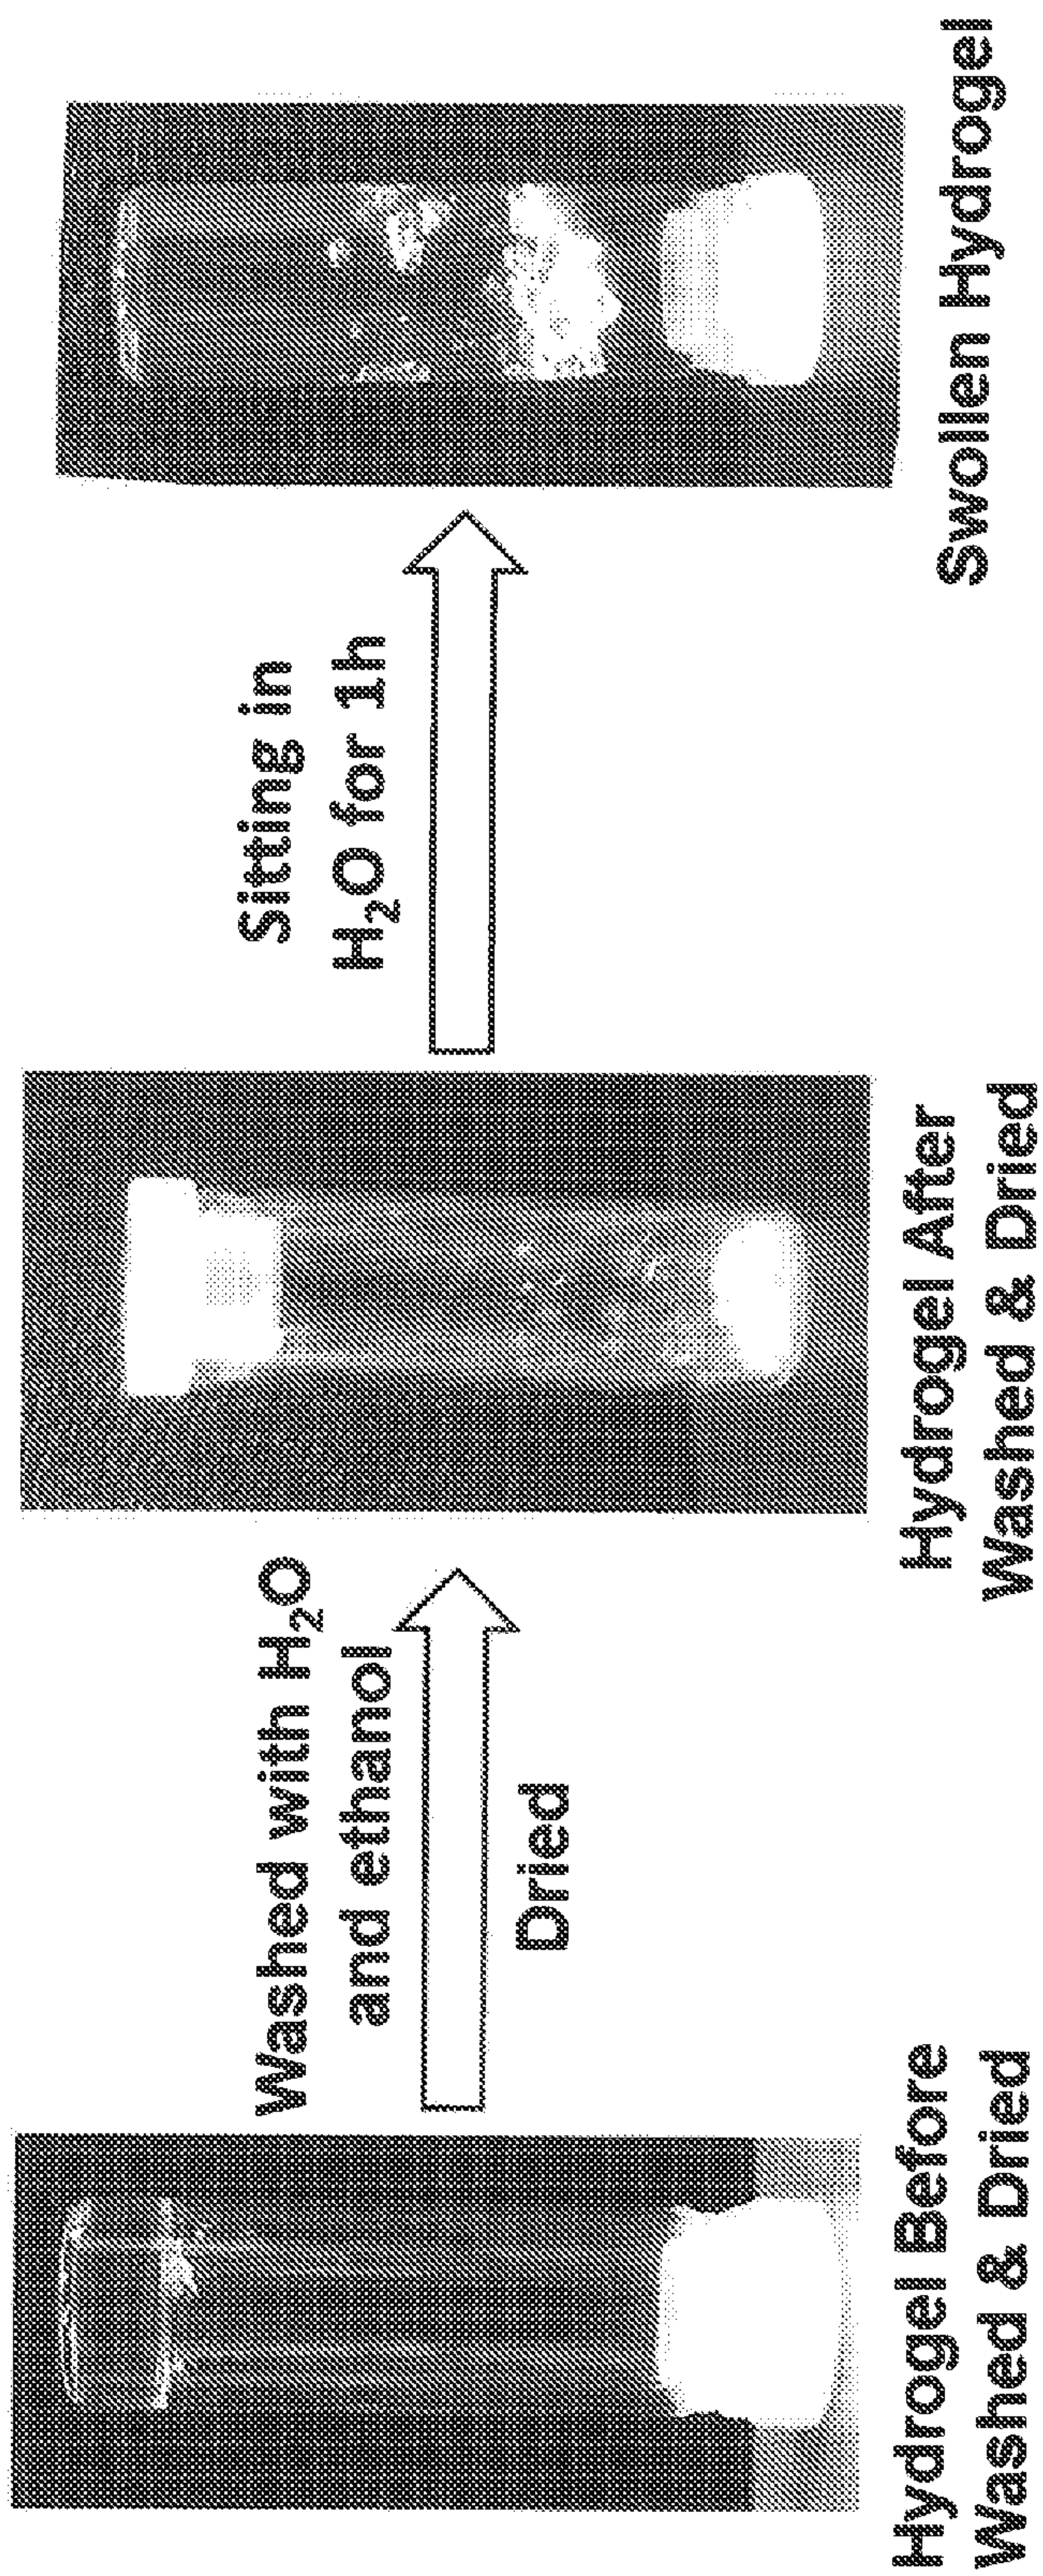 Hydrogel Before
Washed & Dried
Washed with H₂O
and ethanol
Dried
Hydrogel After
Washed & Dried
Sitting in
H₂O for 1h
Swollen Hydrogel